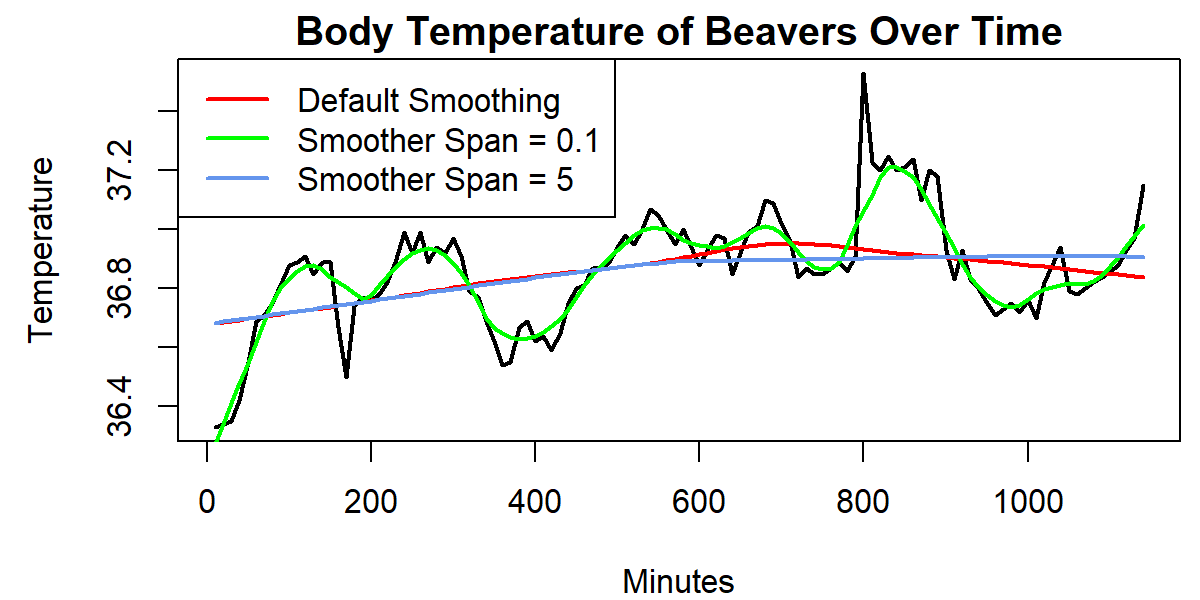 Body Temperature of Beavers Over Time
Default Smoothing
Smoother Span = 0.1
Smoother Span = 5
Temperature
37.2
36.8
36.4
0 200 400 600 800 1000
Minutes